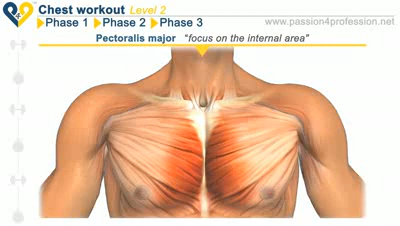 Chest workout Level 2
www.passion4profession.net
Phase 1 Phase 2 Phase 3
Pectoralis major "focus on the internal area"